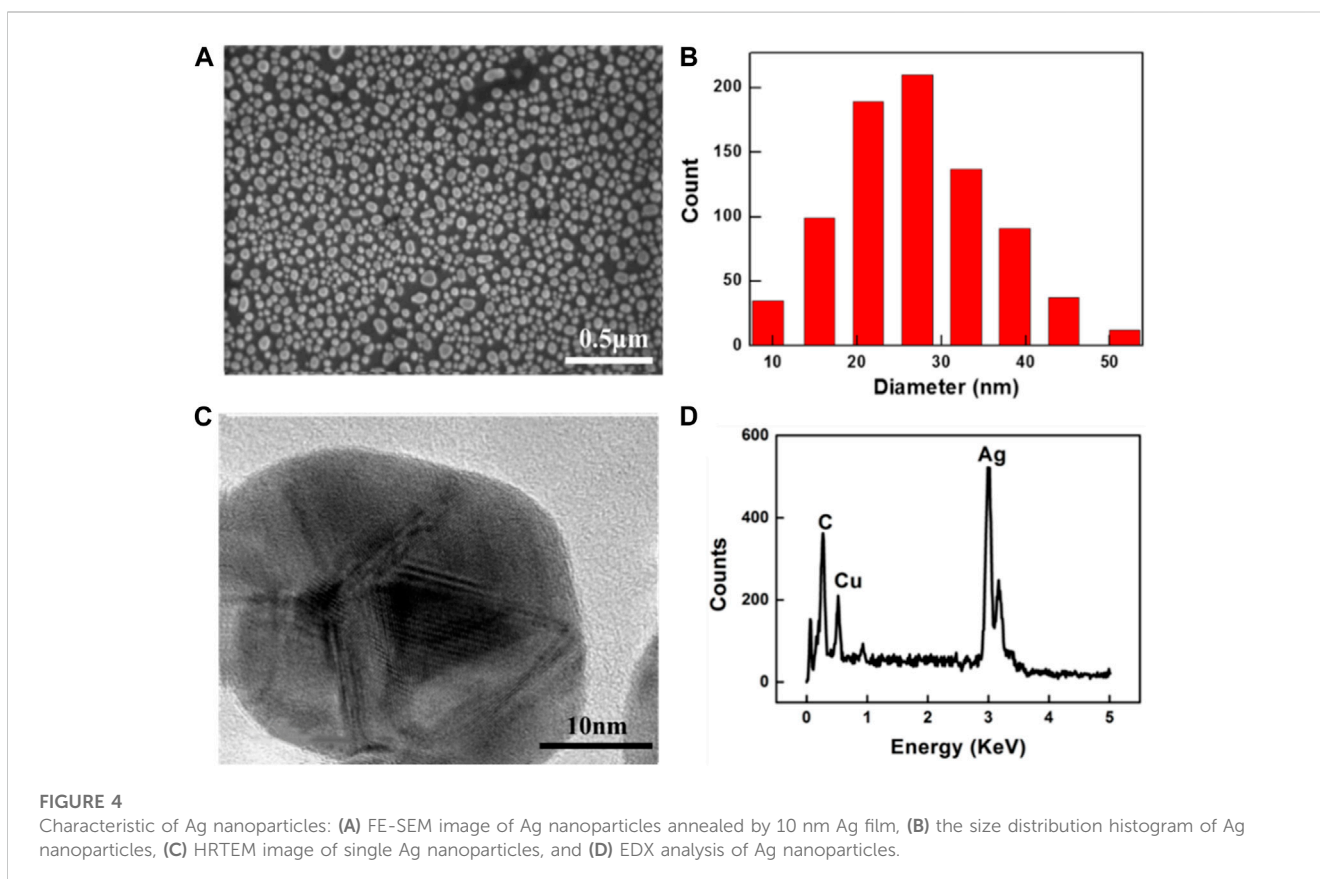 A
0.5μm
B
200
150
100
50
0
Count
10 20 30 40 50
Diameter (nm)
C
10nm
D
600
400
200
0
Counts
C
Cu
Ag
0 1 2 3 4 5
Energy (KeV)
FIGURE 4
Characteristic of Ag nanoparticles: (A) FE-SEM image of Ag nanoparticles annealed by 10 nm Ag film, (B) the size distribution histogram of Ag
nanoparticles, (C) HRTEM image of single Ag nanoparticles, and (D) EDX analysis of Ag nanoparticles.